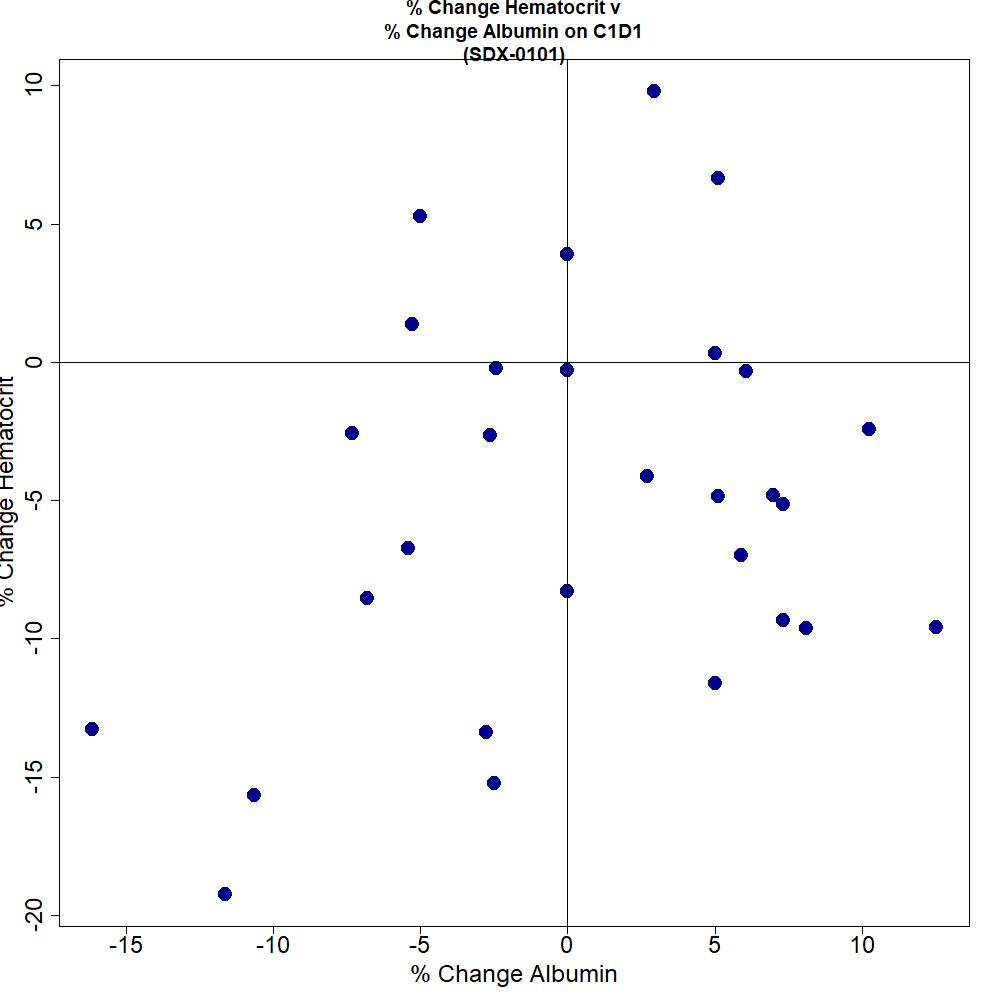 % Change Hematocrit v
% Change Albumin on C1D1
(SDX-0101)
% Change Hematocrit
10
5
0
-5
-10
-15
-20
-15
-10
-5
0
5
10
% Change Albumin